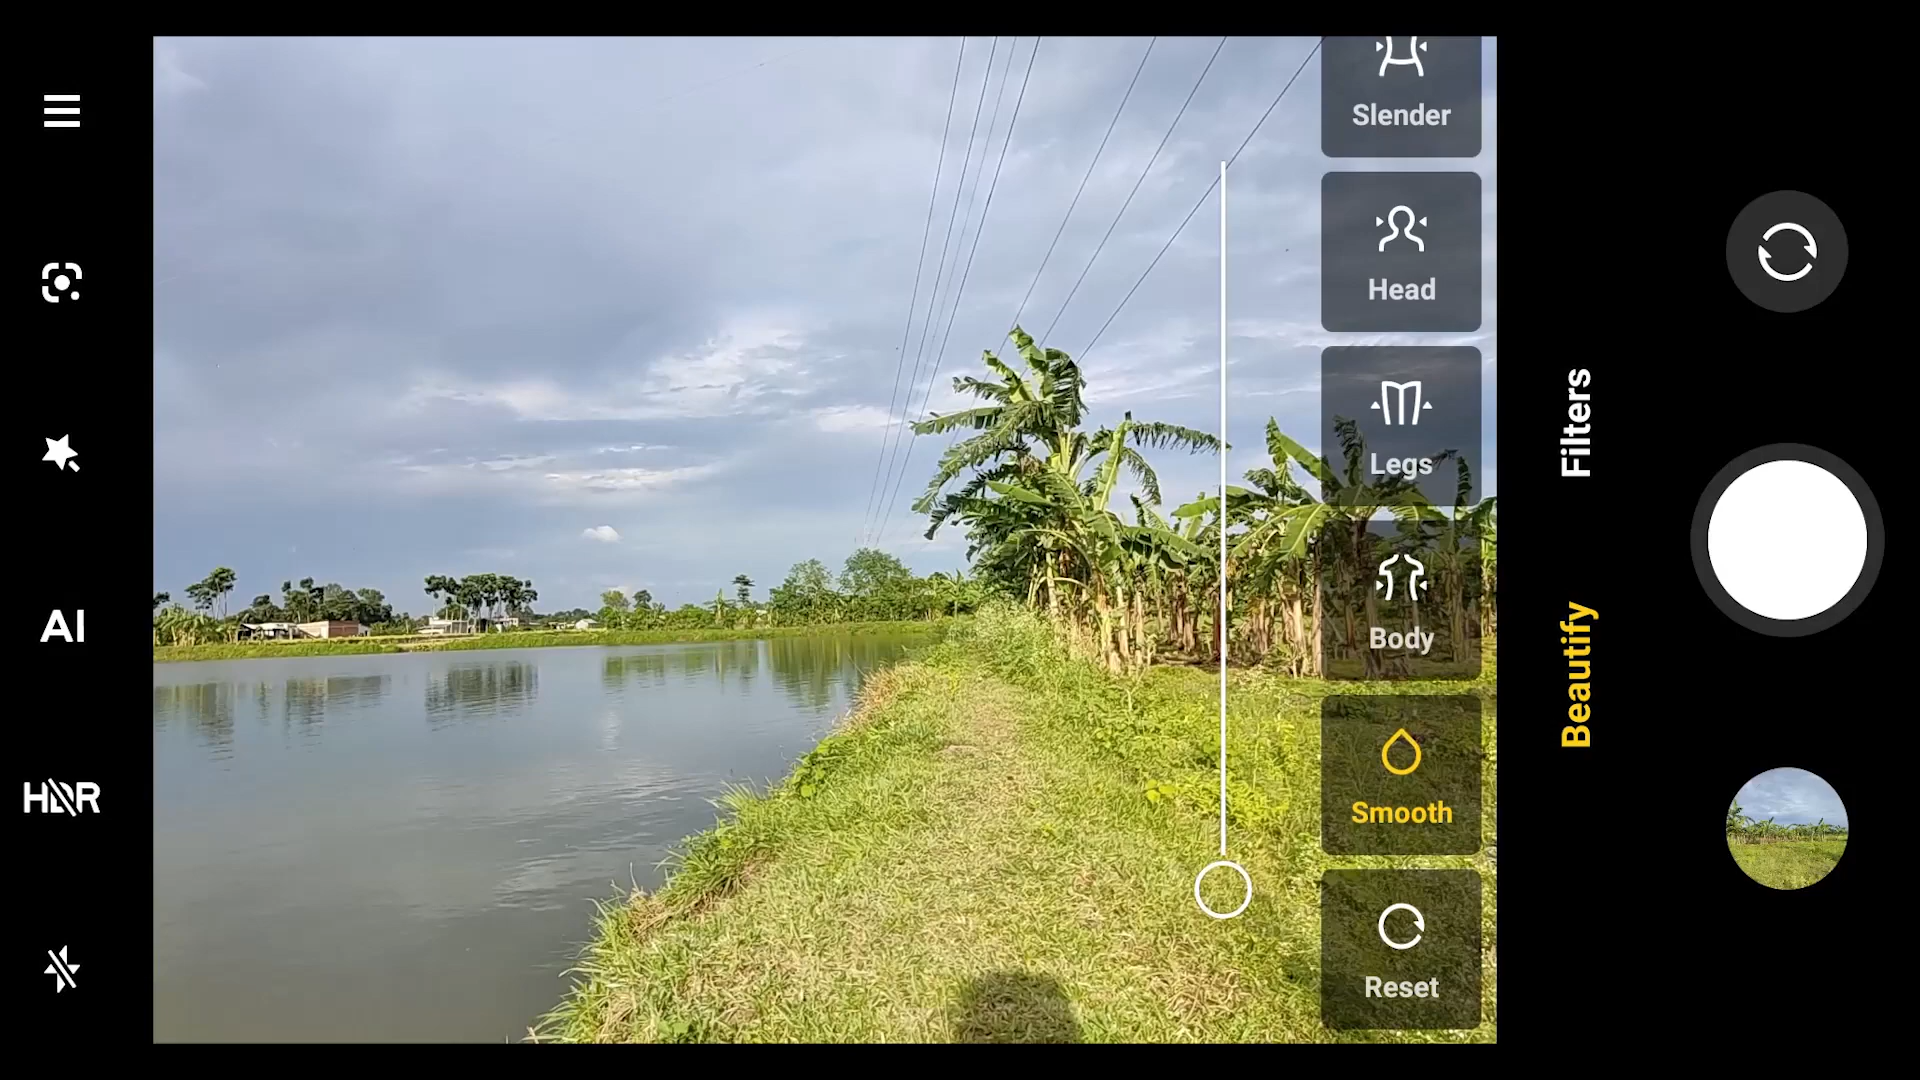 AI
HDR
Slender
Head
Legs
Body
Smooth
Reset
Filters
Beautify